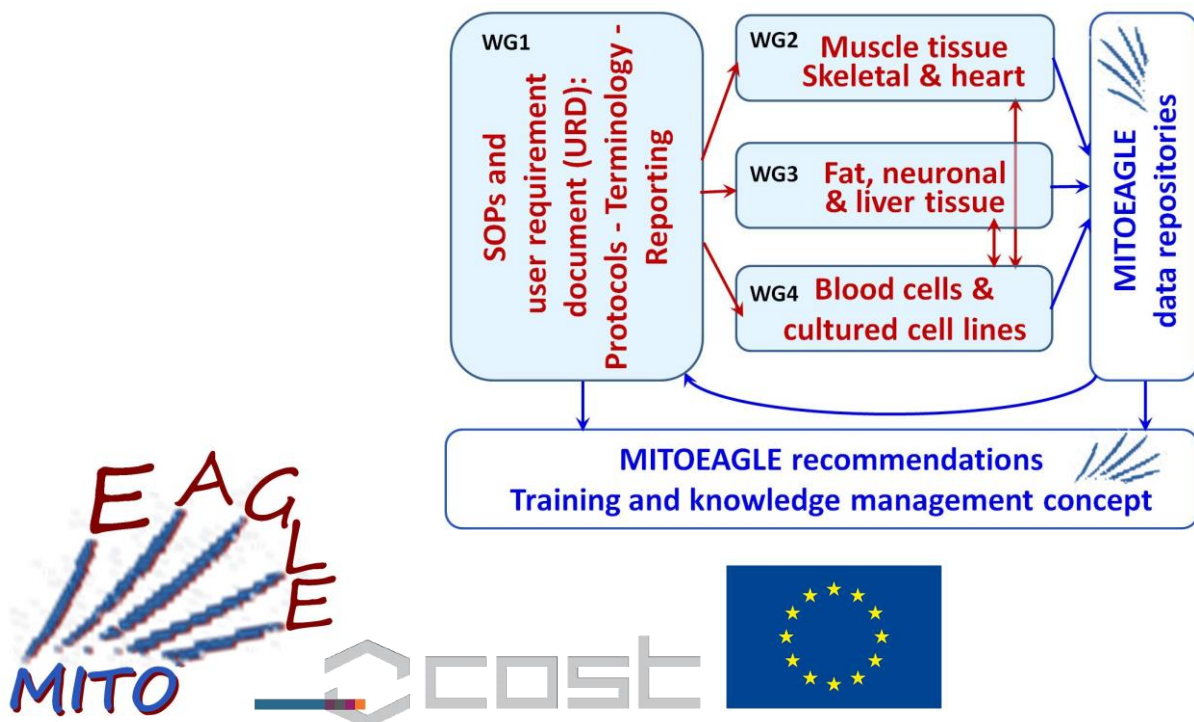 WG1
SOPs and
user requirement
document (URD):
Protocols - Terminology -
Reporting
WG2
Muscle tissue
Skeletal & heart
WG3
Fat, neuronal
& liver tissue
WG4
Blood cells &
cultured cell lines
MITOEAGLE
data repositories
MITOEAGLE recommendations
Training and knowledge management concept
EAGLE
MITO
cost